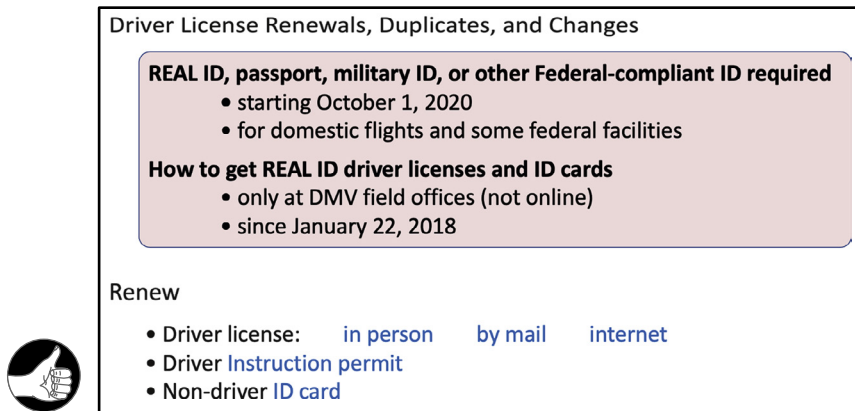 Driver License Renewals, Duplicates, and Changes
REAL ID, passport, military ID, or other Federal-compliant ID required
• starting October 1, 2020
• for domestic flights and some federal facilities
How to get REAL ID driver licenses and ID cards
• only at DMV field offices (not online)
• since January 22, 2018
Renew
• Driver license: in person by mail internet
• Driver Instruction permit
• Non-driver ID card